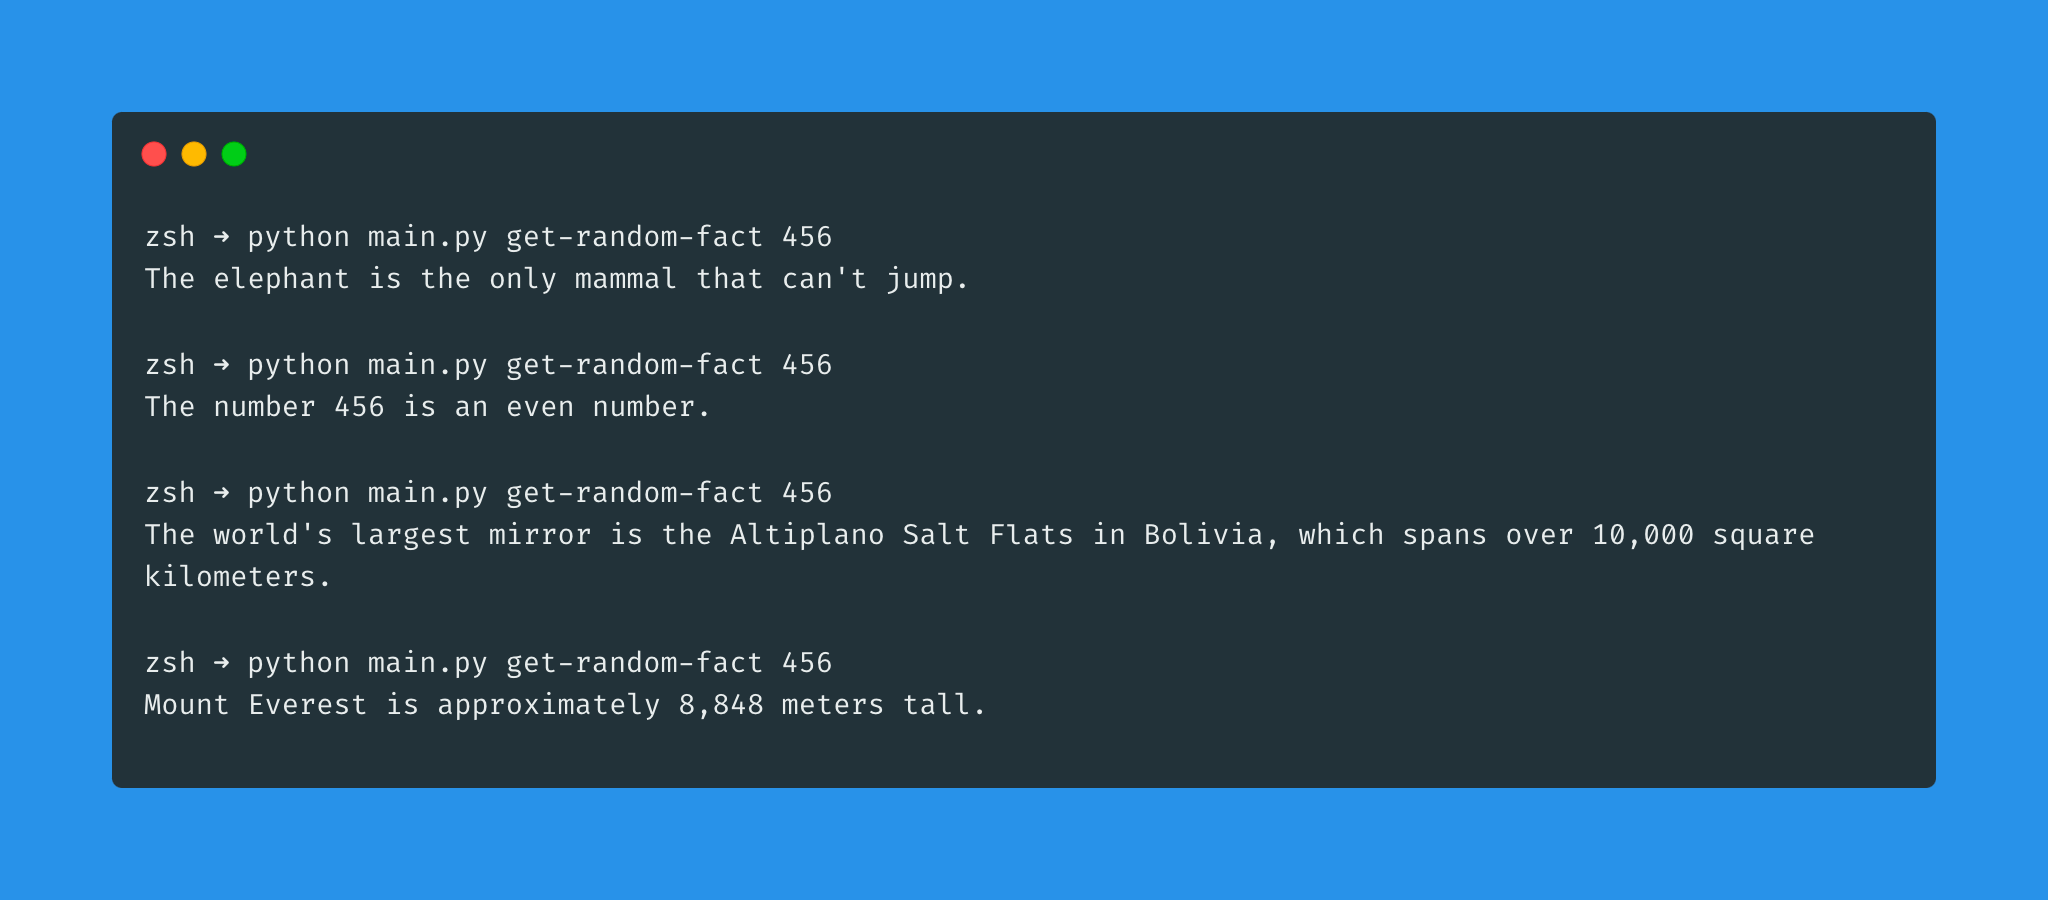 zsh → python main.py get-random-fact 456
The elephant is the only mammal that can't jump.
zsh → python main.py get-random-fact 456
The number 456 is an even number.
zsh → python main.py get-random-fact 456
The world's largest mirror is the Altiplano Salt Flats in Bolivia, which spans over 10,000 square
kilometers.
zsh → python main.py get-random-fact 456
Mount Everest is approximately 8,848 meters tall.